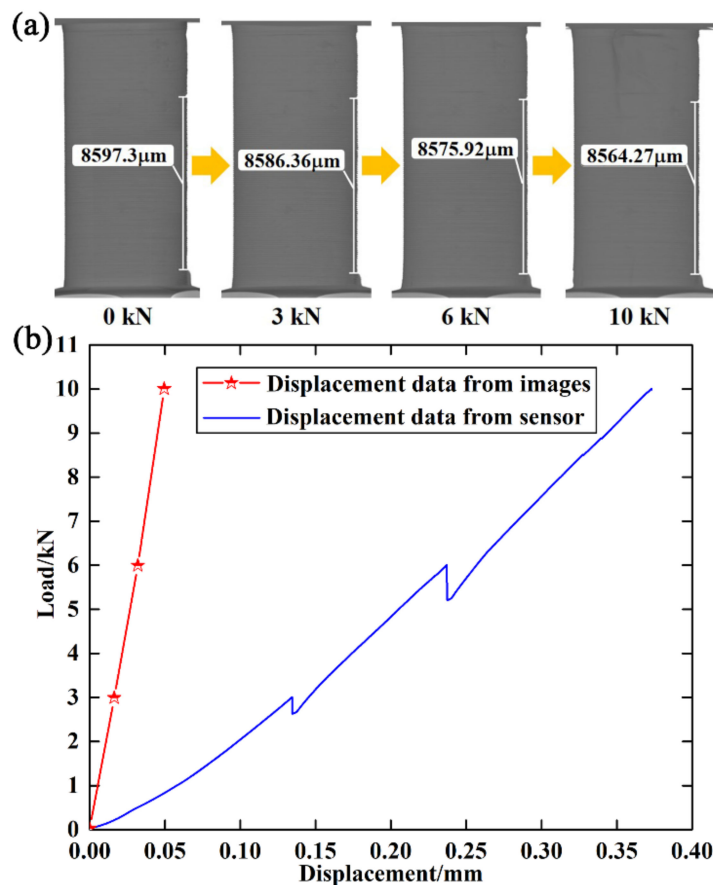 (a)
8597.3μm
8586.36μm
8575.92μm
8564.27μm
0 kN
3 kN
6 kN
10 kN
(b)
11
10
9
8
7
6
5
4
3
2
1
0
Load/kN
Displacement data from images
Displacement data from sensor
0.00
0.05
0.10
0.15
0.20
0.25
0.30
0.35
0.40
Displacement/mm